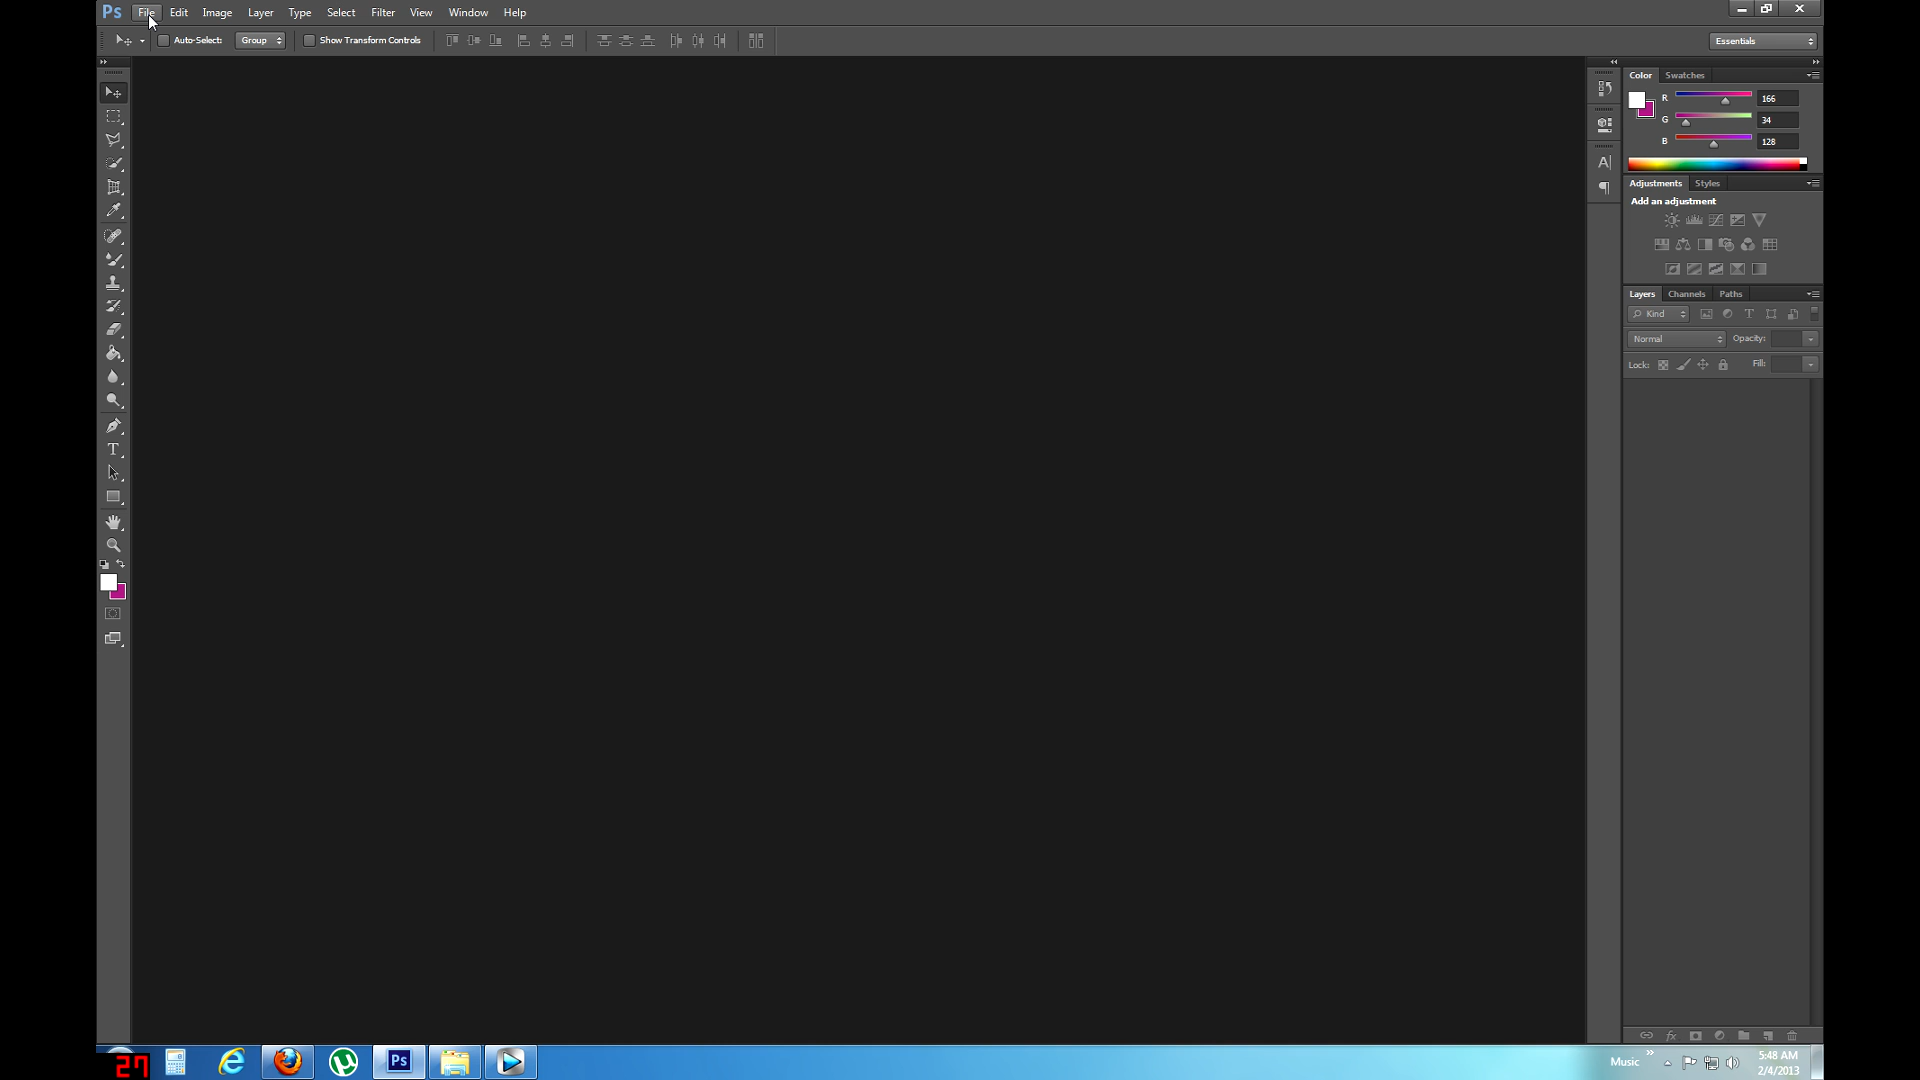 Ps File Edit Image Layer Type Select Filter View Window Help
Auto-Select: Group Show Transform Controls Essentials
Color Swatches
R 166
G 34
B 128
Adjustments Styles
Add an adjustment
Layers Channels Paths
Kind
Normal Opacity:
Lock: Fill:
27 Ps Music 5:48 AM
2/4/2013